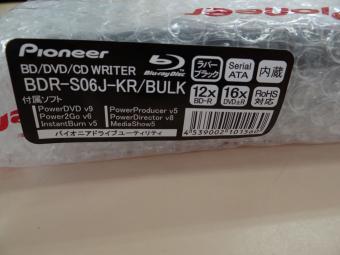 Pioneer
BD/DVD/CD WRITER
BDR-S06J-KR/BULK
Blu-ray Disc
ラバー
ブラック
Serial
ATA
内蔵
付属ソフト
PowerDVD v9
Power2Go v6
InstantBurn v5
PowerProducer v5
PowerDirector v8
MediaShow5
パイオニアドライブユーティリティ
12x
BD-R
16x
DVD±R
RoHS
対応